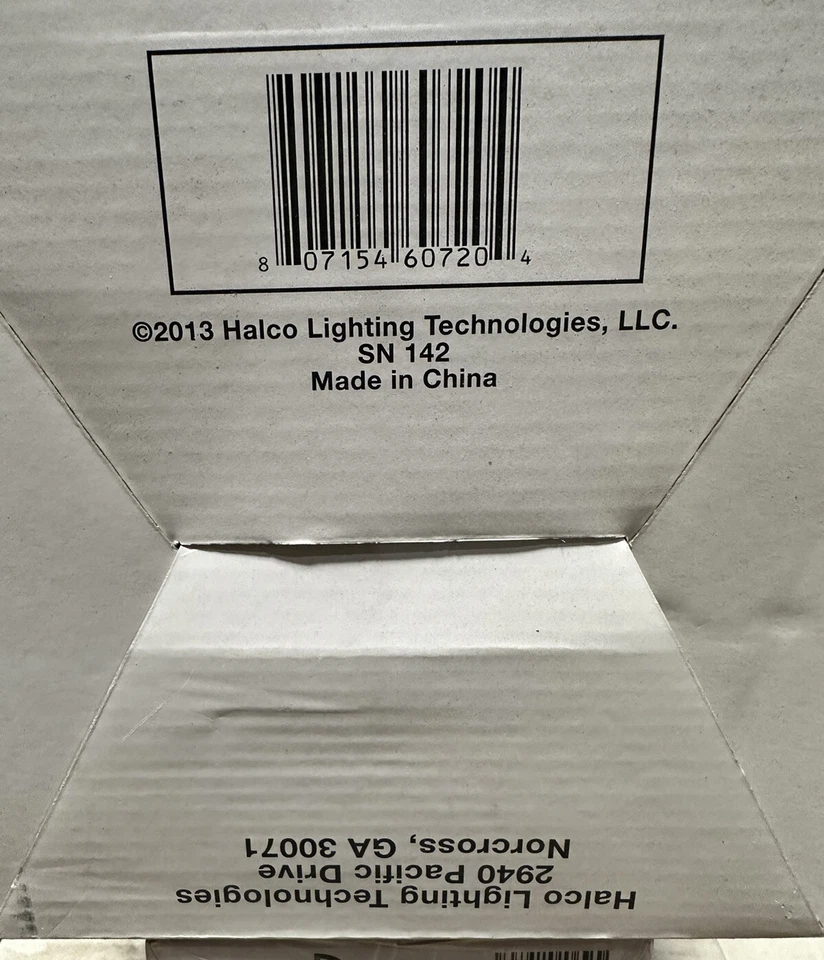 8 07154 60720 4
©2013 Halco Lighting Technologies, LLC.
SN 142
Made in China
Halco Lighting Technologies
2940 Pacific Drive
Norcross, GA 30071